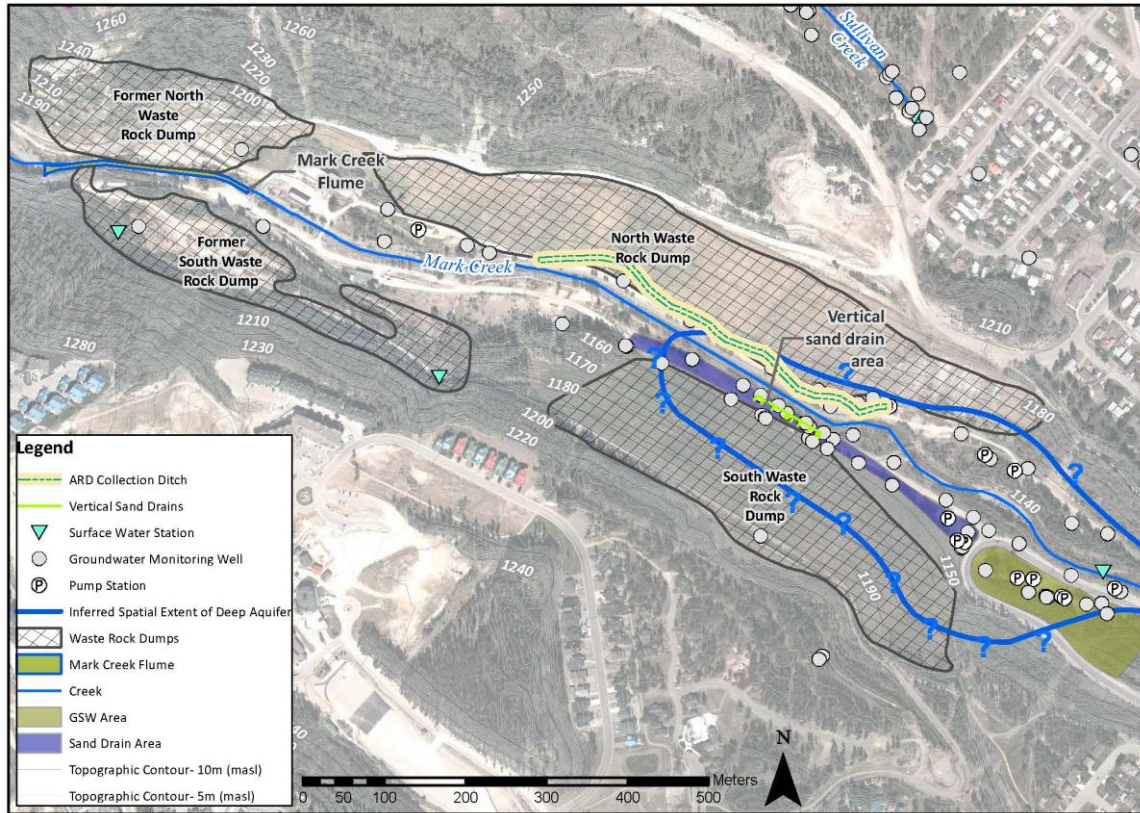 1260
1240
1210
1190
1230
1260
1220
1200
1250
Former North
Waste
Rock Dump
Mark Creek
Flume
Sullivan
Creek
Former
South Waste
Rock Dump
P
Mark Creek
North Waste
Rock Dump
1210
Vertical
sand drain
area
1210
1230
1280
1160
1170
1180
1200
1220
?
?
?
?
?
?
?
?
?
?
?
?
1180
South Waste
Rock
Dump
P
P
1140
P
P
P
P
P
P
P
1150
1190
1240
Legend
ARD Collection Ditch
Vertical Sand Drains
Surface Water Station
Groundwater Monitoring Well
P Pump Station
Inferred Spatial Extent of Deep Aquifer
Waste Rock Dumps
Mark Creek Flume
Creek
GSW Area
Sand Drain Area
Topographic Contour- 10m (masl)
Topographic Contour- 5m (masl)
N
Meters
0 50 100 200 300 400 500